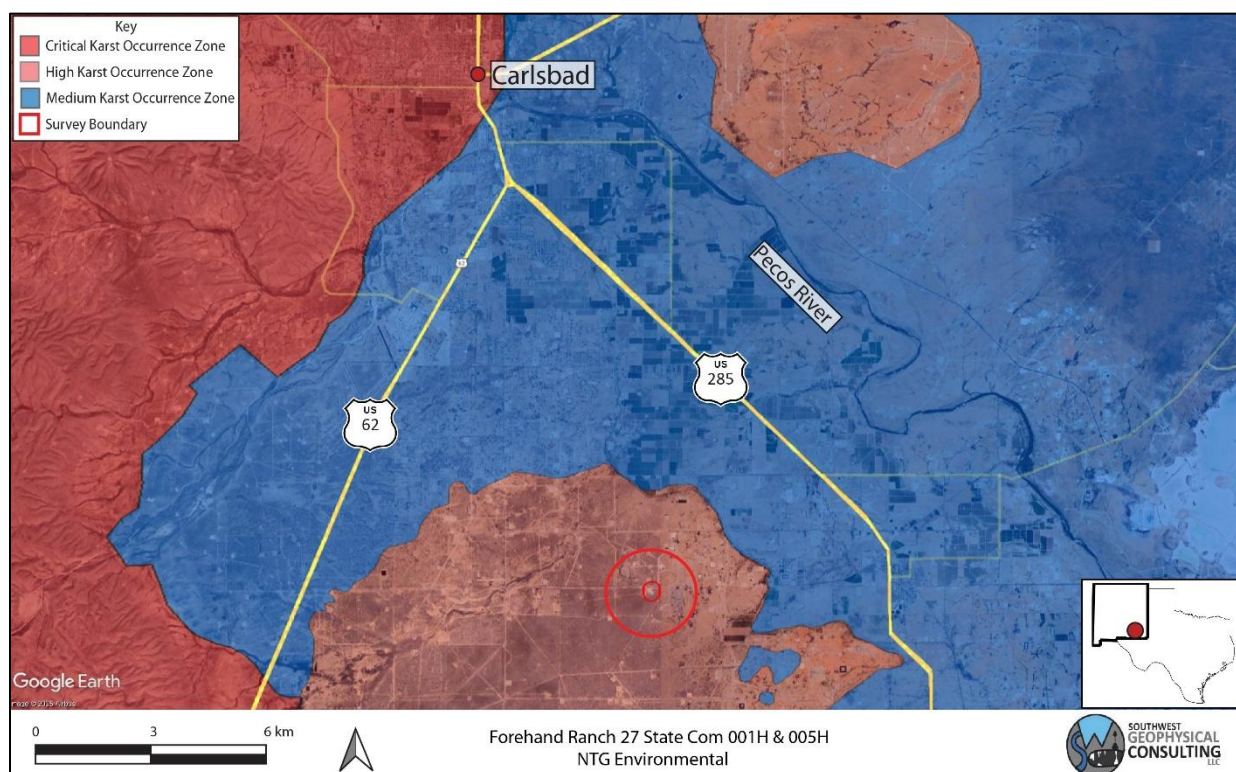 Key
Critical Karst Occurrence Zone
High Karst Occurrence Zone
Medium Karst Occurrence Zone
Survey Boundary
Carlsbad
62
Pecos River
US
285
US
62
Google Earth
0 3 6 km
Forehand Ranch 27 State Com 001H & 005H
NTG Environmental
SOUTHWEST
GEOPHYSICAL
CONSULTING
LLC